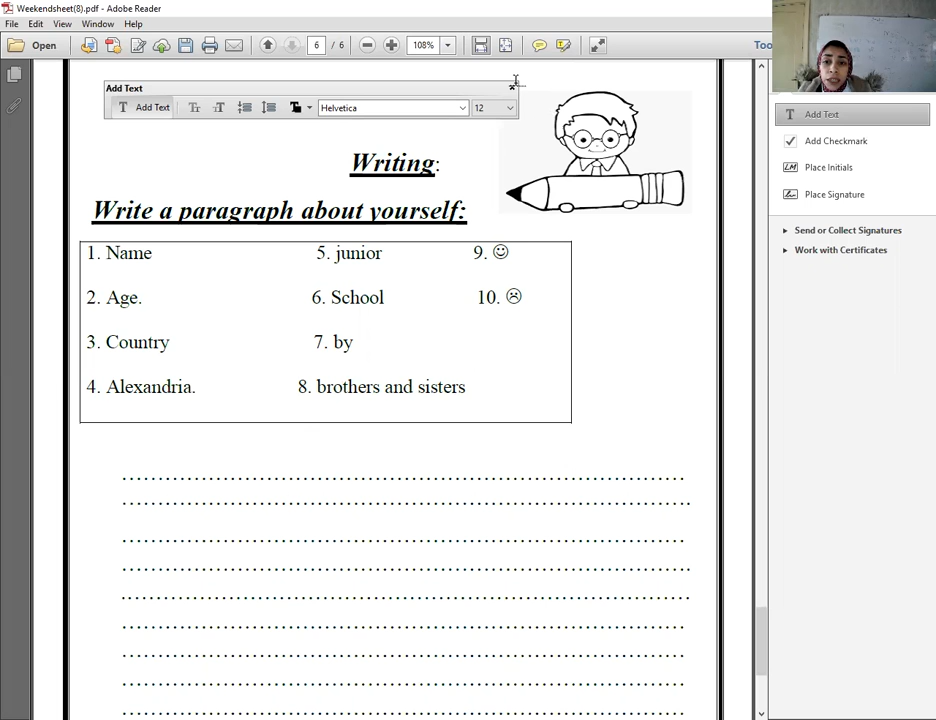 Weekendsheet(8).pdf - Adobe Reader
File Edit View Window Help
Open 6 / 6 108% Too
Add Text
Add Text Helvetica 12
Add Text
Add Checkmark
Place Initials
Place Signature
Send or Collect Signatures
Work with Certificates
Writing:
Write a paragraph about yourself:
1. Name 5. junior 9. ☺
2. Age. 6. School 10. ☹
3. Country 7. by
4. Alexandria. 8. brothers and sisters